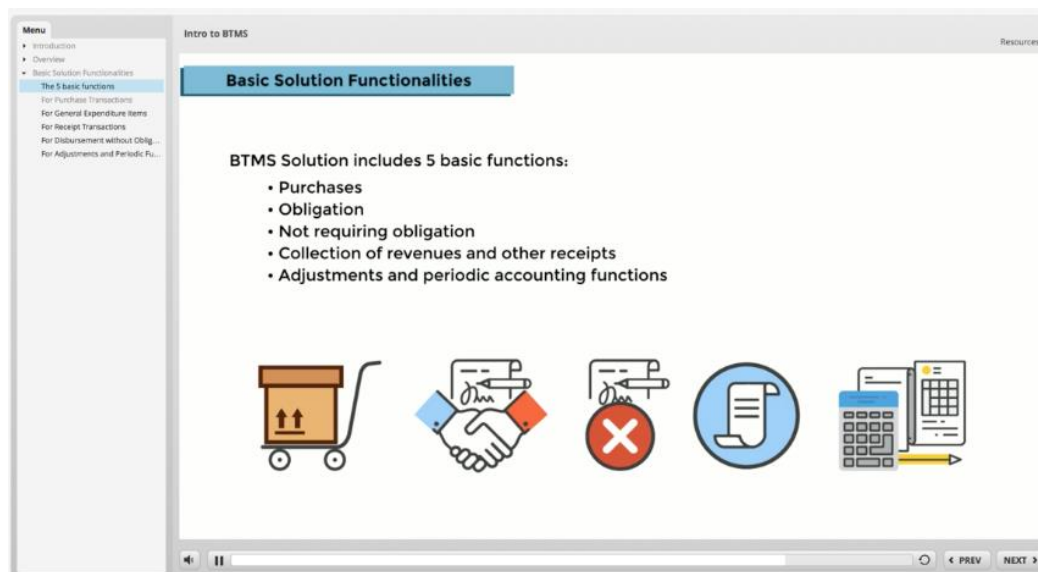 Menu
Introduction
Overview
Basic Solution Functionalities
The 5 basic functions
For Purchase Transactions
For General Expenditure Items
For Receipt Transactions
For Disbursement without Oblig...
For Adjustments and Periodic Fu...
Intro to BTMS
Resources
Basic Solution Functionalities
BTMS Solution includes 5 basic functions:
• Purchases
• Obligation
• Not requiring obligation
• Collection of revenues and other receipts
• Adjustments and periodic accounting functions
< PREV NEXT >